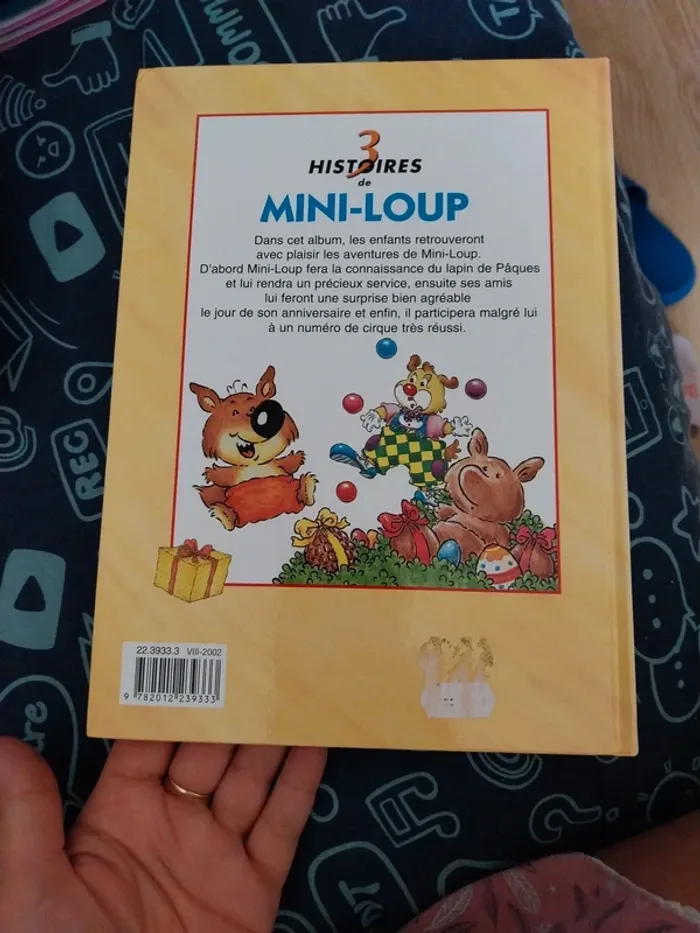 3
HISTOIRES
de
MINI-LOUP
Dans cet album, les enfants retrouveront
avec plaisir les aventures de Mini-Loup.
D'abord Mini-Loup fera la connaissance du lapin de Pâques
et lui rendra un précieux service, ensuite ses amis
lui feront une surprise bien agréable
le jour de son anniversaire et enfin, il participera malgré lui
à un numéro de cirque très réussi.
22.3933.3 VIII-2002
9 782012 239333
REC